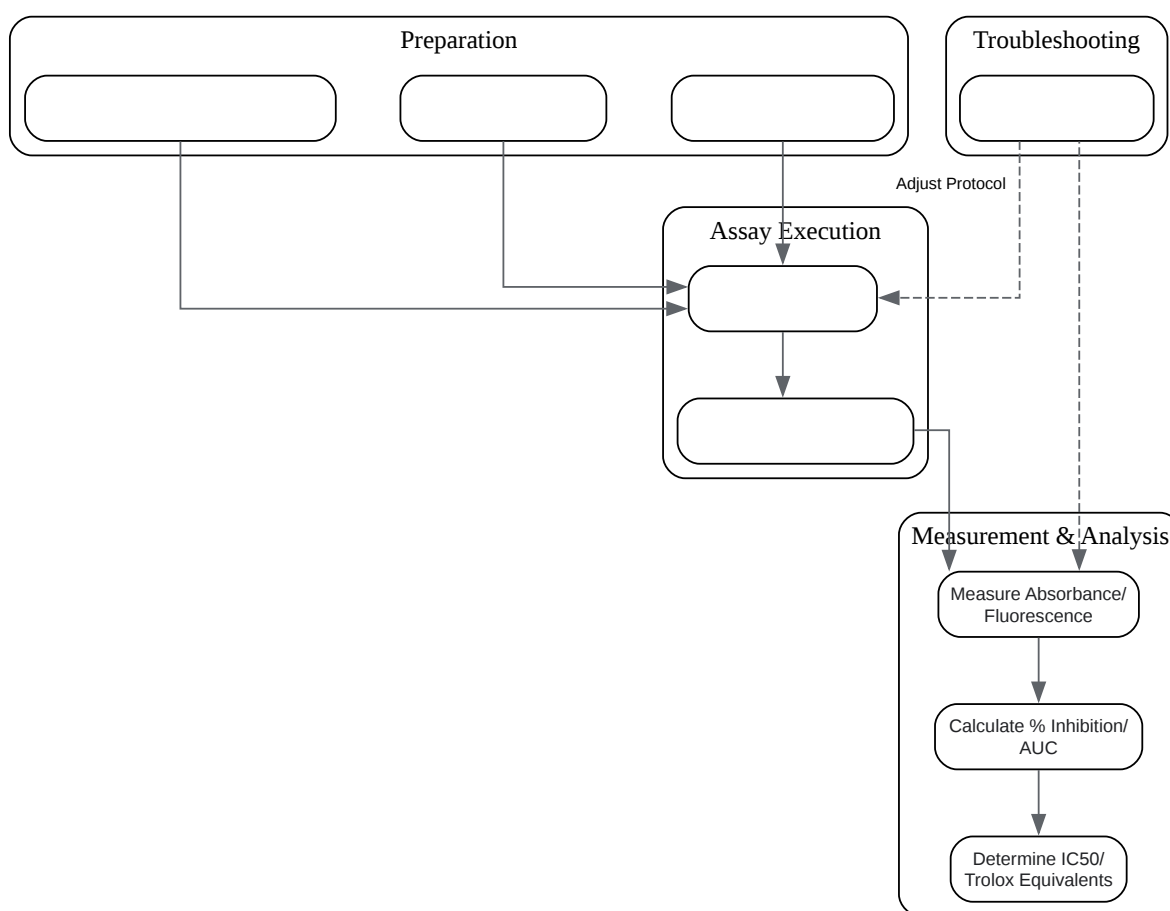 Preparation
Troubleshooting
Adjust Protocol
Assay Execution
Measurement & Analysis
Measure Absorbance/
Fluorescence
Calculate % Inhibition/
AUC
Determine IC50/
Trolox Equivalents